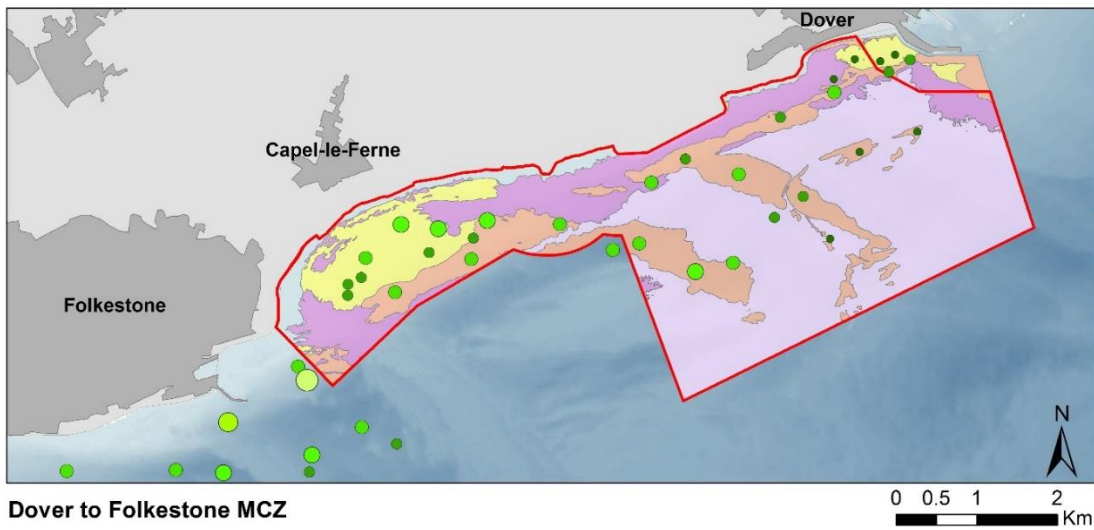 Dover
Capel-le-Ferne
Folkestone
N
Dover to Folkestone MCZ
0 0.5 1 2
Km